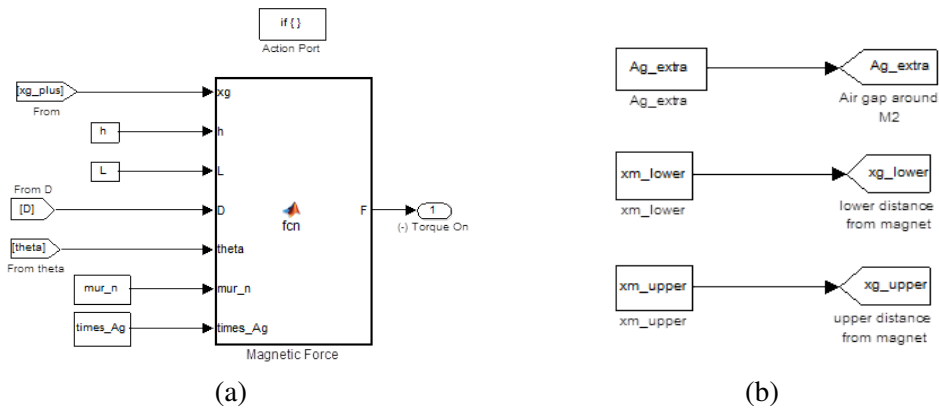 if { }
Action Port
[xg_plus]
From
xg
h
h
L
L
From D
[D]
D
[theta]
From theta
theta
mur_n
mur_n
times_Ag
times_Ag
fcn
F
1
(-) Torque On
Magnetic Force
(a)
Ag_extra
Ag_extra
Ag_extra
Air gap around
M2
xm_lower
xm_lower
xg_lower
lower distance
from magnet
xm_upper
xm_upper
xg_upper
upper distance
from magnet
(b)